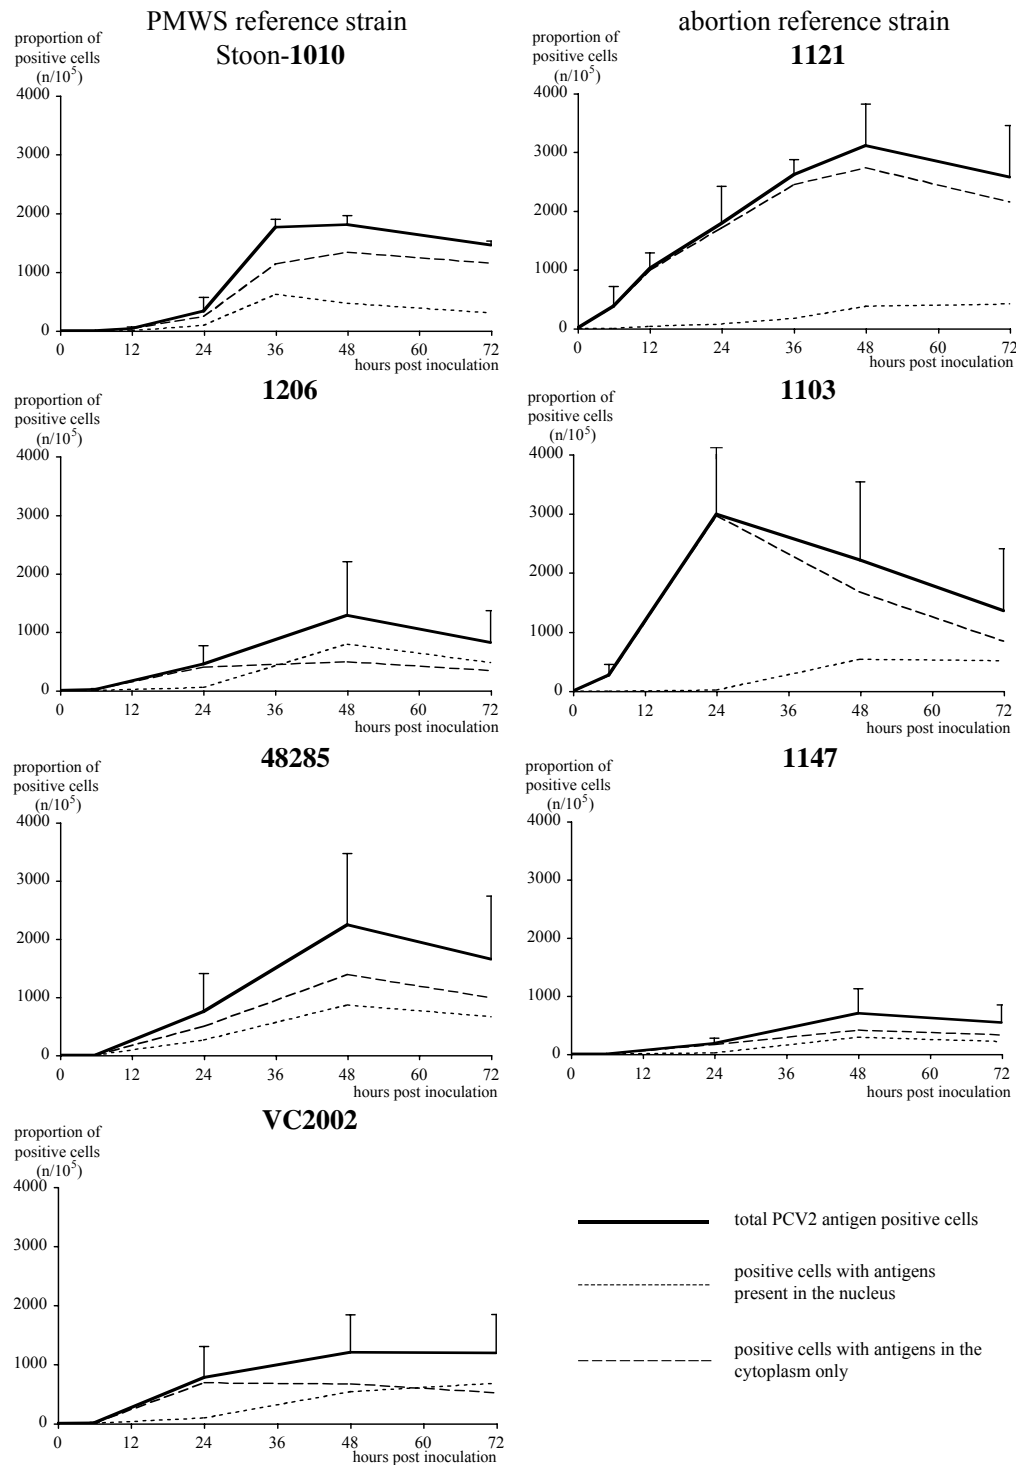 PMWS reference strain
Stoon-1010
proportion of
positive cells
(n/10⁵)
4000
3000
2000
1000
0
0 12 24 36 48 60 72
hours post inoculation
abortion reference strain
1121
proportion of
positive cells
(n/10⁵)
4000
3000
2000
1000
0
0 12 24 36 48 60 72
hours post inoculation
1206
proportion of
positive cells
(n/10⁵)
4000
3000
2000
1000
0
0 12 24 36 48 60 72
hours post inoculation
1103
proportion of
positive cells
(n/10⁵)
4000
3000
2000
1000
0
0 12 24 36 48 60 72
hours post inoculation
48285
proportion of
positive cells
(n/10⁵)
4000
3000
2000
1000
0
0 12 24 36 48 60 72
hours post inoculation
1147
proportion of
positive cells
(n/10⁵)
4000
3000
2000
1000
0
0 12 24 36 48 60 72
hours post inoculation
VC2002
proportion of
positive cells
(n/10⁵)
4000
3000
2000
1000
0
0 12 24 36 48 60 72
hours post inoculation
total PCV2 antigen positive cells
positive cells with antigens
present in the nucleus
positive cells with antigens in the
cytoplasm only